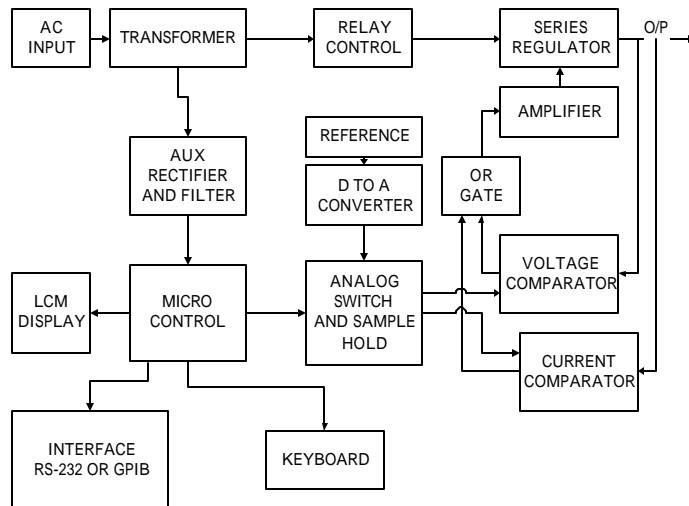 AC
INPUT
TRANSFORMER
RELAY
CONTROL
SERIES
REGULATOR
O/P
AMPLIFIER
REFERENCE
AUX
RECTIFIER
AND FILTER
D TO A
CONVERTER
OR
GATE
LCM
DISPLAY
MICRO
CONTROL
ANALOG
SWITCH
AND SAMPLE
HOLD
VOLTAGE
COMPARATOR
CURRENT
COMPARATOR
INTERFACE
RS-232 OR GPIB
KEYBOARD